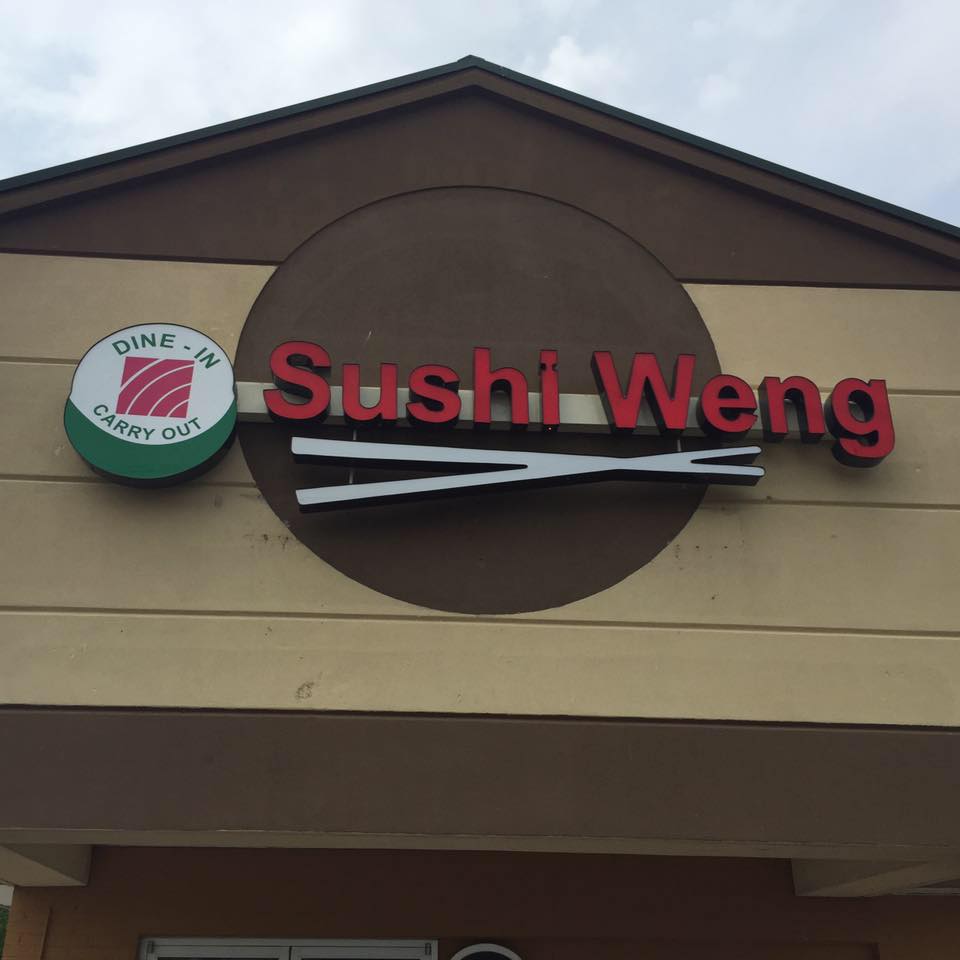 DINE - IN
CARRY OUT
Sushi Weng